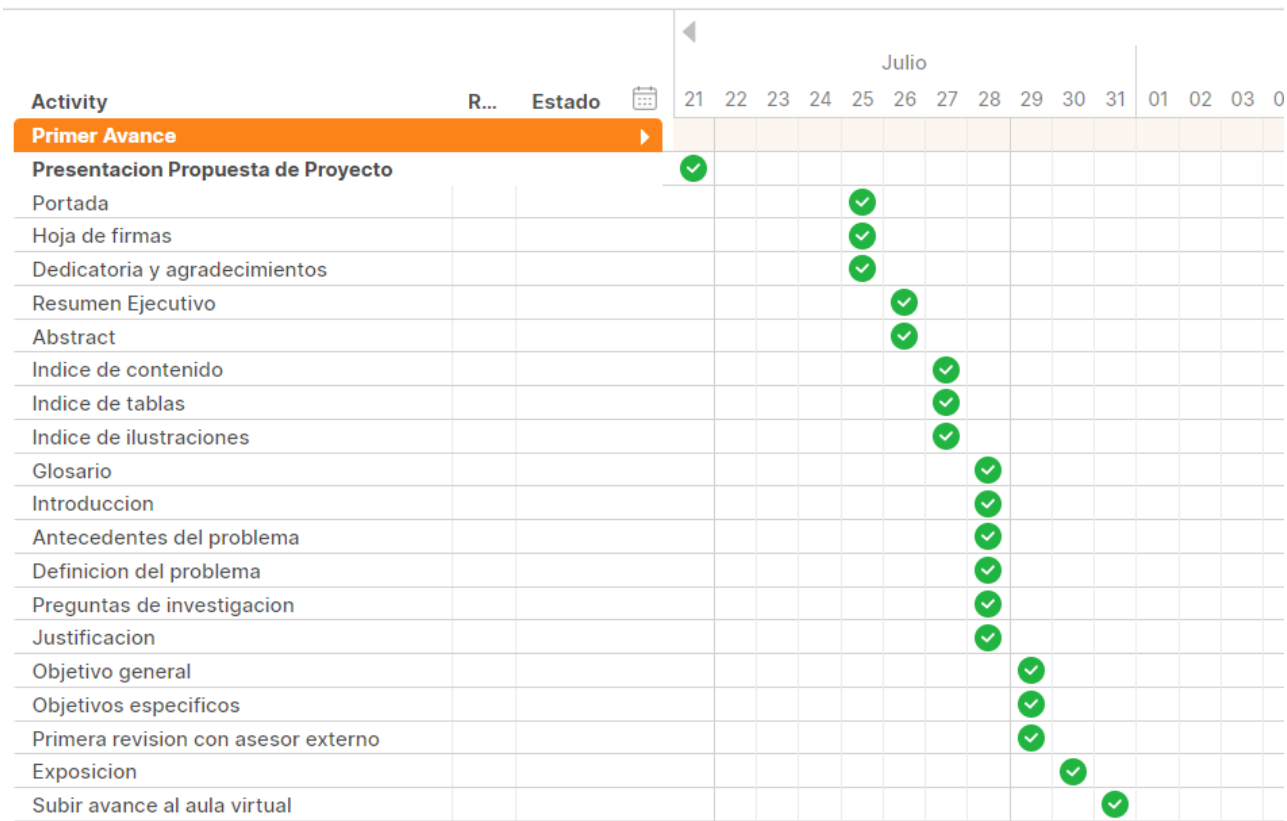 Julio
Activity R... Estado 21 22 23 24 25 26 27 28 29 30 31 01 02 03 0
Primer Avance
Presentacion Propuesta de Proyecto
Portada
Hoja de firmas
Dedicatoria y agradecimientos
Resumen Ejecutivo
Abstract
Indice de contenido
Indice de tablas
Indice de ilustraciones
Glosario
Introduccion
Antecedentes del problema
Definicion del problema
Preguntas de investigacion
Justificacion
Objetivo general
Objetivos especificos
Primera revision con asesor externo
Exposicion
Subir avance al aula virtual